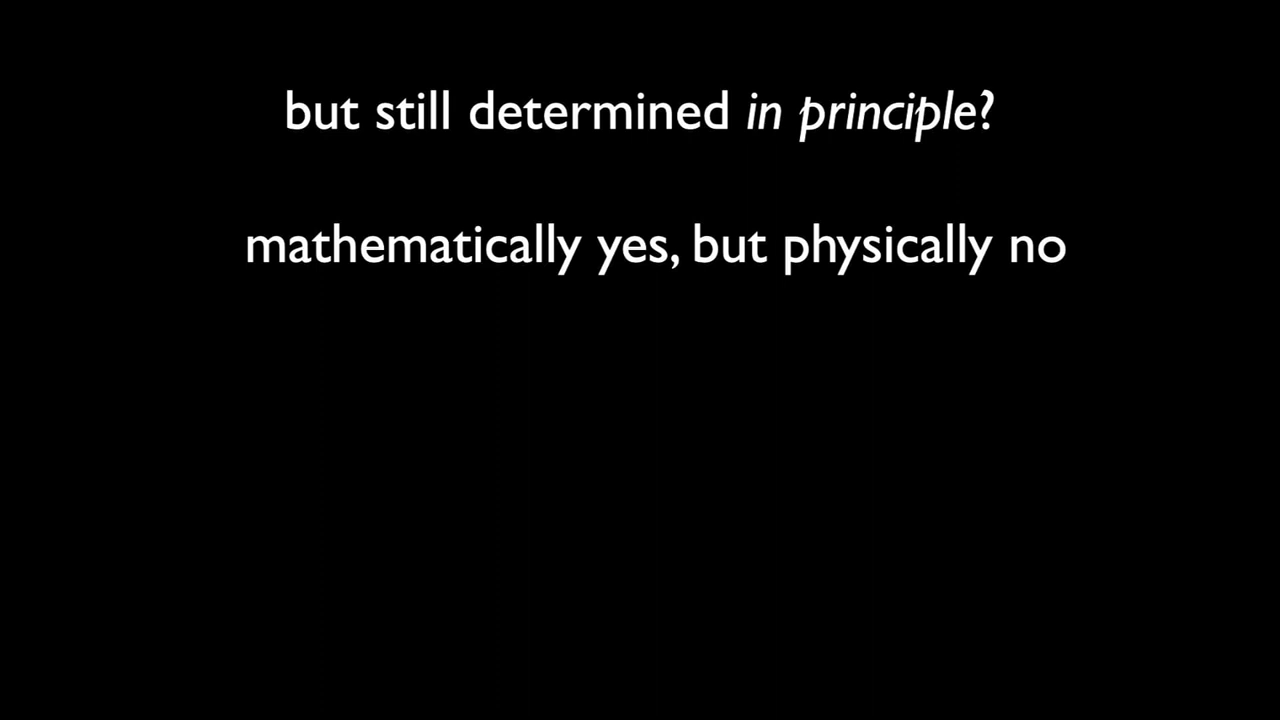 but still determined in principle?
mathematically yes, but physically no